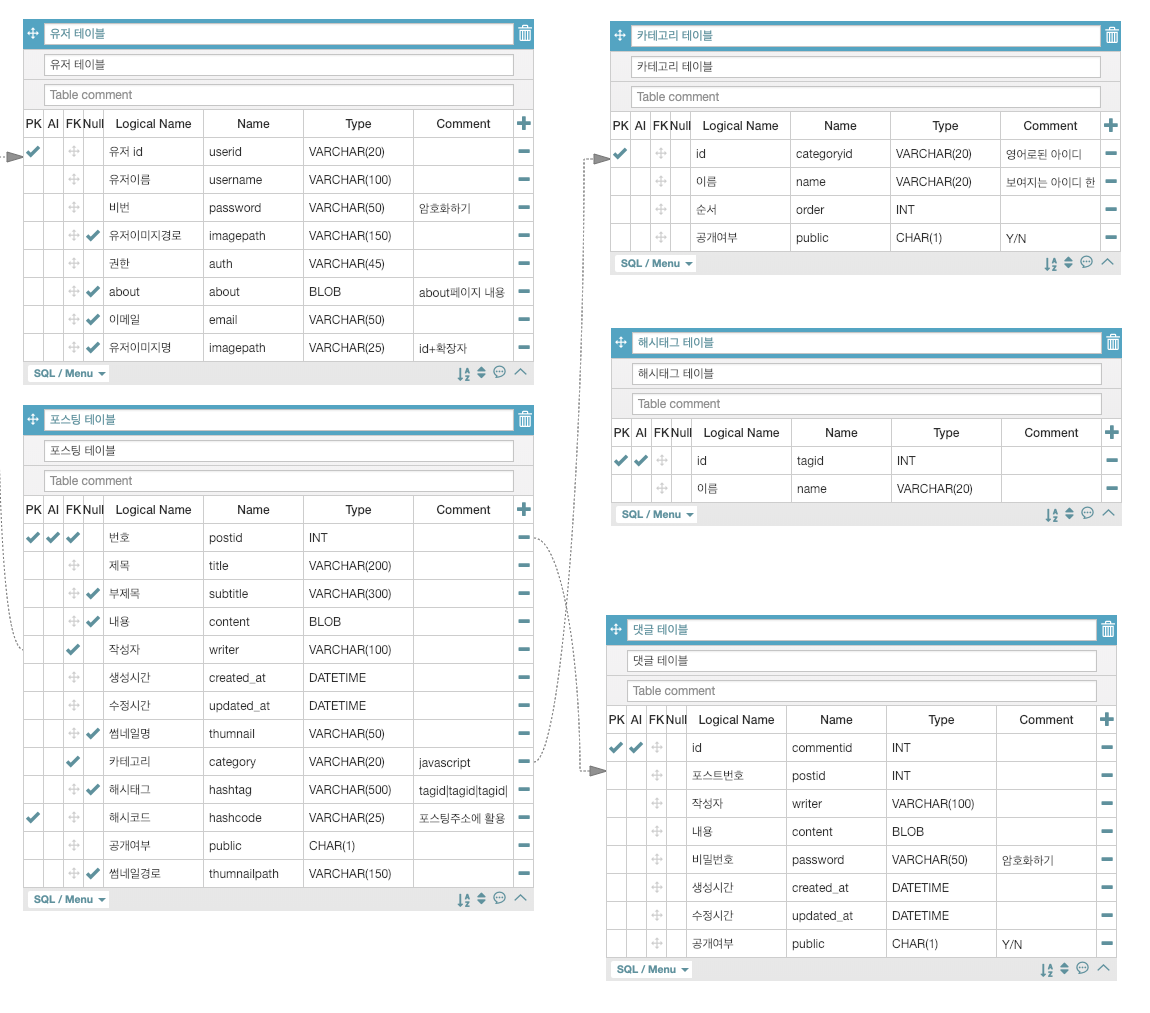 유저 테이블
유저 테이블
Table comment
PK AI FK Null Logical Name Name Type Comment
유저 id userid VARCHAR(20)
유저이름 username VARCHAR(100)
비번 password VARCHAR(50) 암호화하기
유저이미지경로 imagepath VARCHAR(150)
권한 auth VARCHAR(45)
about about BLOB about페이지 내용
이메일 email VARCHAR(50)
유저이미지명 imagepath VARCHAR(25) id+확장자
SQL / Menu
포스팅 테이블
포스팅 테이블
Table comment
PK AI FK Null Logical Name Name Type Comment
번호 postid INT
제목 title VARCHAR(200)
부제목 subtitle VARCHAR(300)
내용 content BLOB
작성자 writer VARCHAR(100)
생성시간 created_at DATETIME
수정시간 updated_at DATETIME
썸네일명 thumnail VARCHAR(50)
카테고리 category VARCHAR(20) javascript
해시태그 hashtag VARCHAR(500) tagid|tagid|tagid|
해시코드 hashcode VARCHAR(25) 포스팅주소에 활용
공개여부 public CHAR(1)
썸네일경로 thumnailpath VARCHAR(150)
SQL / Menu
카테고리 테이블
카테고리 테이블
Table comment
PK AI FK Null Logical Name Name Type Comment
id categoryid VARCHAR(20) 영어로된 아이디
이름 name VARCHAR(20) 보여지는 아이디 한
순서 order INT
공개여부 public CHAR(1) Y/N
SQL / Menu
해시태그 테이블
해시태그 테이블
Table comment
PK AI FK Null Logical Name Name Type Comment
id tagid INT
이름 name VARCHAR(20)
SQL / Menu
댓글 테이블
댓글 테이블
Table comment
PK AI FK Null Logical Name Name Type Comment
id commentid INT
포스트번호 postid INT
작성자 writer VARCHAR(100)
내용 content BLOB
비밀번호 password VARCHAR(50) 암호화하기
생성시간 created_at DATETIME
수정시간 updated_at DATETIME
공개여부 public CHAR(1) Y/N
SQL / Menu